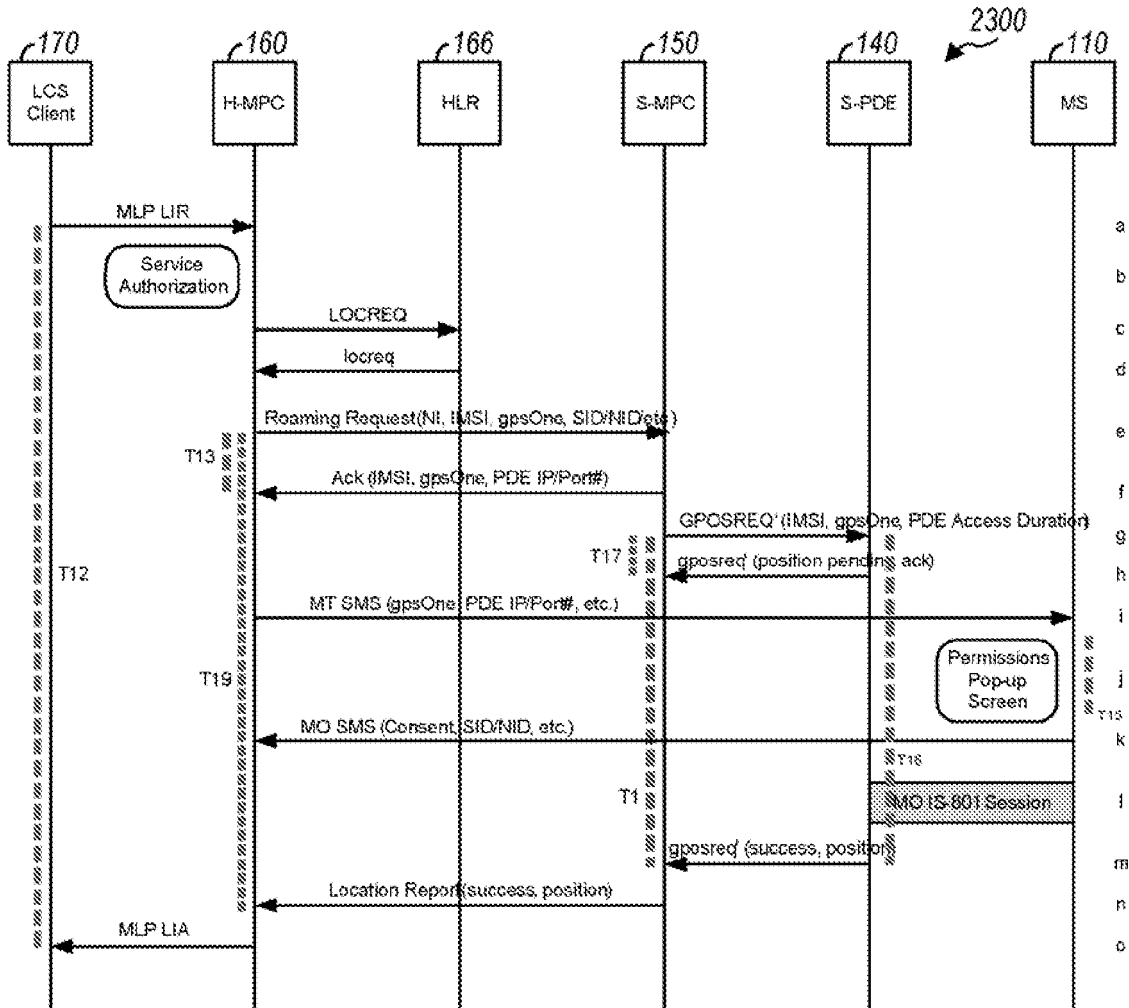 2300
170
160
166
150
140
110
LCS
Client
H-MPC
HLR
S-MPC
S-PDE
MS
MLP LIR
a
Service
Authorization
b
LOCREQ
c
locreq
d
Roaming Request(NI, IMSI, gpsOne, SID/NID/etc.)
e
T13
Ack (IMSI, gpsOne, PDE IP/Port#)
f
GPOSREQ' (IMSI, gpsOne, PDE Access Duration)
g
T17
gposreq' (position pending ack)
h
T12
MT SMS (gpsOne, PDE IP/Port#, etc.)
i
Permissions
Pop-up
Screen
T19
j
T15
MO SMS (Consent, SID/NID, etc.)
k
T16
T1
MO IS-801 Session
l
gposreq' (success, position)
m
Location Report(success, position)
n
MLP LIA
o